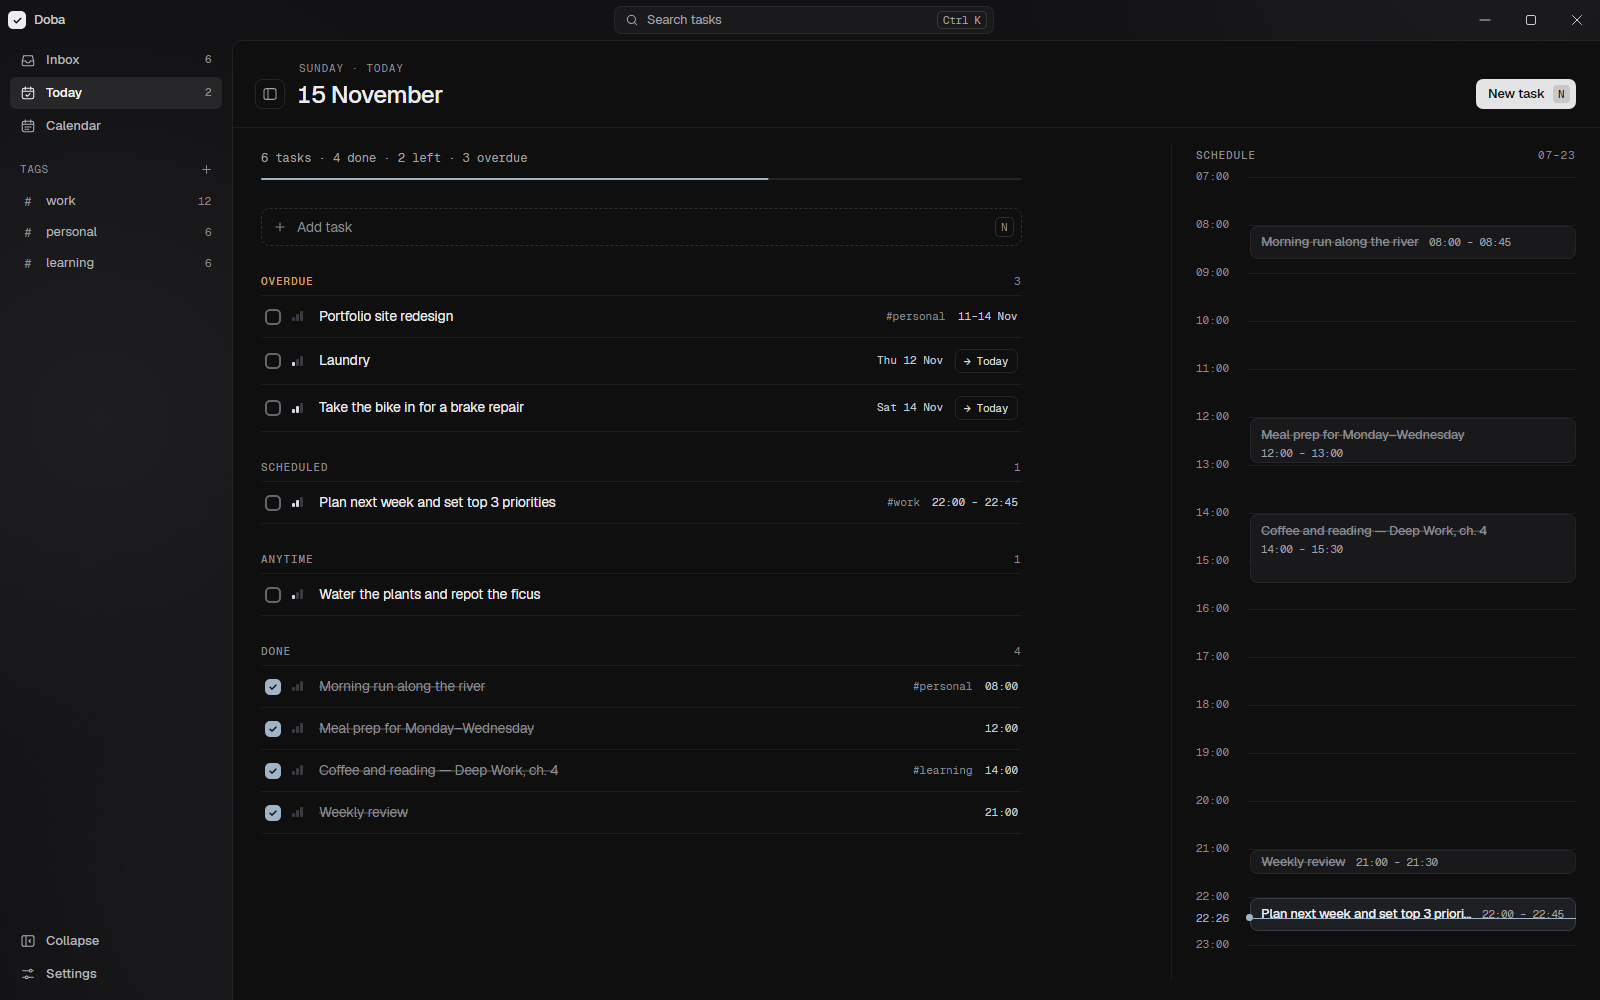 Doba
Search tasks Ctrl K
Inbox 6
Today 2
Calendar
TAGS
# work 12
# personal 6
# learning 6
Collapse
Settings
SUNDAY · TODAY
15 November
New task N
6 tasks · 4 done · 2 left · 3 overdue
Add task N
OVERDUE 3
Portfolio site redesign #personal 11–14 Nov
Laundry Thu 12 Nov → Today
Take the bike in for a brake repair Sat 14 Nov → Today
SCHEDULED 1
Plan next week and set top 3 priorities #work 22:00 – 22:45
ANYTIME 1
Water the plants and repot the ficus
DONE 4
Morning run along the river #personal 08:00
Meal prep for Monday–Wednesday 12:00
Coffee and reading — Deep Work, ch. 4 #learning 14:00
Weekly review 21:00
SCHEDULE 07–23
07:00
08:00
Morning run along the river 08:00 – 08:45
09:00
10:00
11:00
12:00
Meal prep for Monday–Wednesday
12:00 – 13:00
13:00
14:00
Coffee and reading — Deep Work, ch. 4
14:00 – 15:30
15:00
16:00
17:00
18:00
19:00
20:00
21:00
Weekly review 21:00 – 21:30
22:00
Plan next week and set top 3 priori… 22:00 – 22:45
22:26
23:00